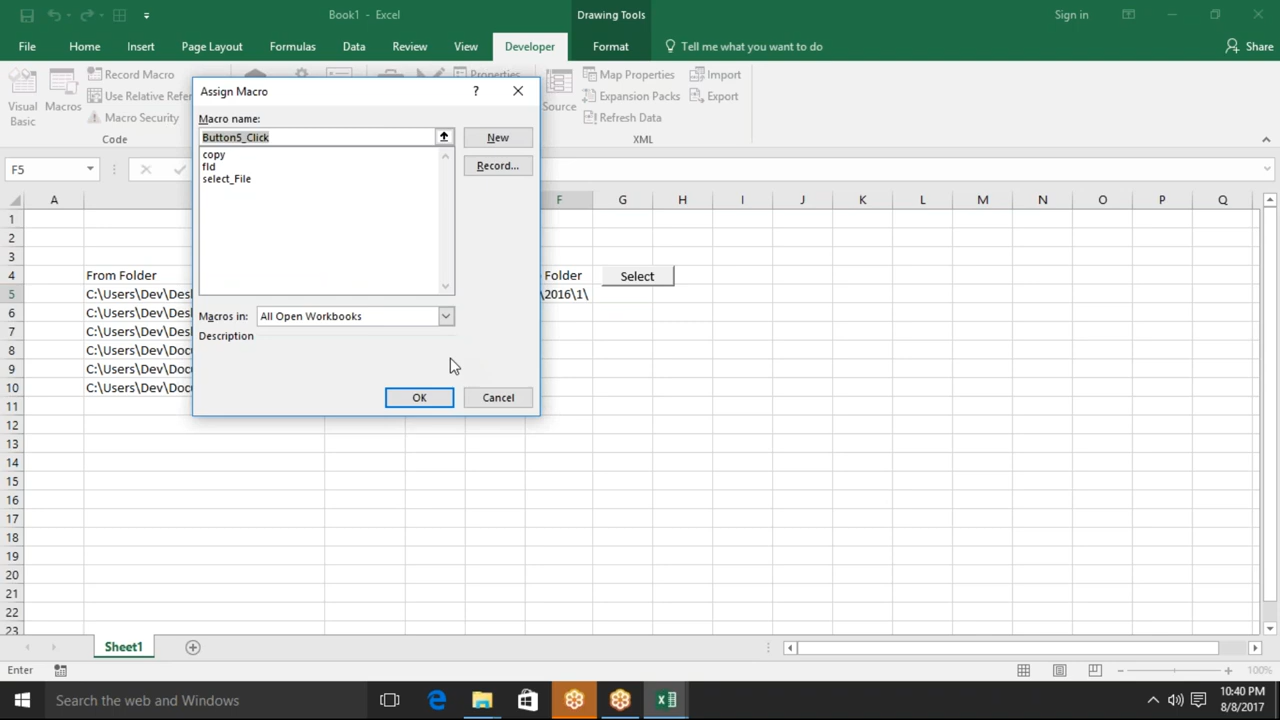 Book1 - Excel
Drawing Tools
Sign in
File
Home
Insert
Page Layout
Formulas
Data
Review
View
Developer
Format
Tell me what you want to do
Share
Visual Basic
Macros
Record Macro
Use Relative Refer
Macro Security
Code
Properties
Source
Map Properties
Expansion Packs
Refresh Data
Import
Export
XML
Assign Macro
?
Macro name:
Button5_Click
New
Record...
copy
fld
select_File
Macros in:
All Open Workbooks
Description
OK
Cancel
F5
A F G H I J K L M N O P Q
1
2
3
4 From Folder Folder Select
5 C:\Users\Dev\Desl \2016\1\
6 C:\Users\Dev\Desl
7 C:\Users\Dev\Desl
8 C:\Users\Dev\Docu
9 C:\Users\Dev\Docu
10 C:\Users\Dev\Docu
11
12
13
14
15
16
17
18
19
20
21
22
23
Sheet1
Enter
100%
Search the web and Windows
10:40 PM
8/8/2017